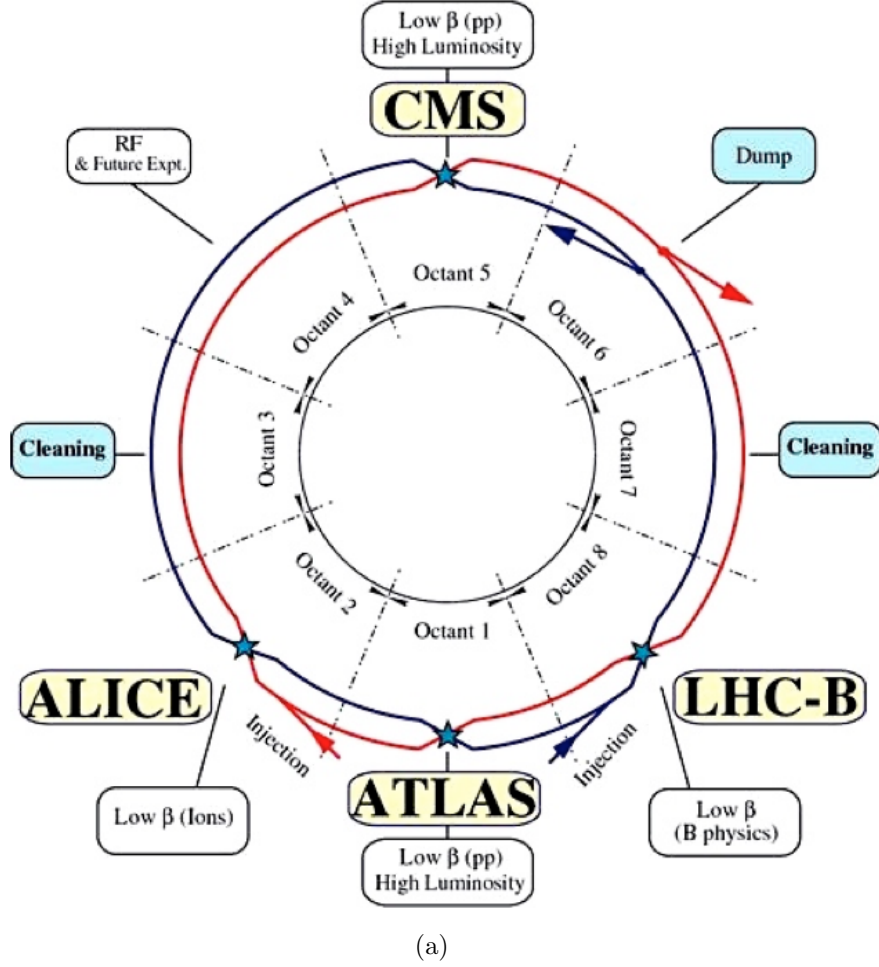 Low β (pp)
High Luminosity
CMS
RF
& Future Expt.
Dump
Octant 5
Octant 4
Octant 6
Cleaning
Octant 3
Octant 7
Cleaning
Octant 2
Octant 8
Octant 1
ALICE
LHC-B
Injection
Injection
ATLAS
Low β (Ions)
Low β
(B physics)
Low β (pp)
High Luminosity
(a)